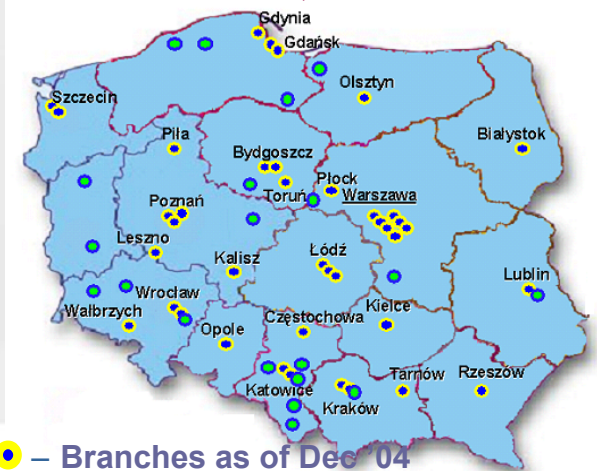 Gdynia
Gdańsk
Olsztyn
Szczecin
Piła
Białystok
Bydgoszcz
Toruń
Płock
Warszawa
Poznań
Leszno
Kalisz
Łódź
Lublin
Wrocław
Wałbrzych
Opole
Częstochowa
Kielce
Katowice
Kraków
Tarnów
Rzeszów
– Branches as of Dec '04